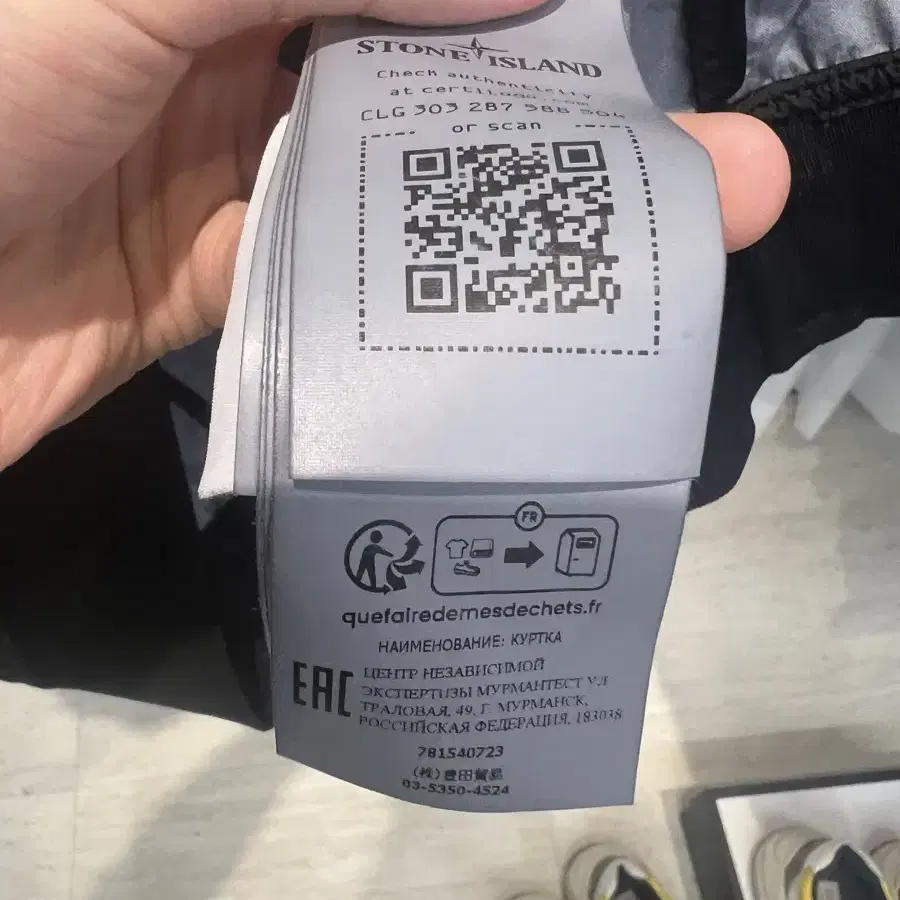 STONE ISLAND
Check authenticity
at certilogo.com
CLG 303 287 588 504
or scan
FR
quefairedemesdechets.fr
НАИМЕНОВАНИЕ: КУРТКА
EAC
ЦЕНТР НЕЗАВИСИМОЙ
ЭКСПЕРТИЗЫ МУРМАНТЕСТ УЛ
ТРАЛОВАЯ, 49, Г. МУРМАНСК,
РОССИЙСКАЯ ФЕДЕРАЦИЯ, 183038
781540723
(株)豊田貿易
03-5350-4524